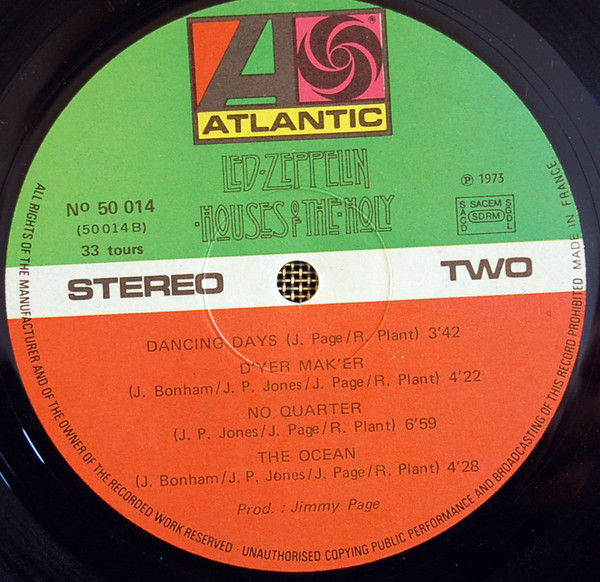 ATLANTIC
LED·ZEPPELIN
·HOUSES OF THE·HOLY
Nº 50 014
(50014B)
33 tours
℗ 1973
SACEM
SDRM
SACD
SGDL
STEREO
TWO
DANCING DAYS (J. Page/R. Plant) 3'42
D'YER MAK'ER
(J. Bonham/J. P. Jones/J. Page/R. Plant) 4'22
NO QUARTER
(J. P. Jones/J. Page/R. Plant) 6'59
THE OCEAN
(J. Bonham/J. P. Jones/J. Page/R. Plant) 4'28
Prod. : Jimmy Page
ALL RIGHTS OF THE MANUFACTURER AND OF THE OWNER OF THE RECORDED WORK RESERVED · UNAUTHORISED COPYING PUBLIC PERFORMANCE AND BROADCASTING OF THIS RECORD PROHIBITED MADE IN FRANCE